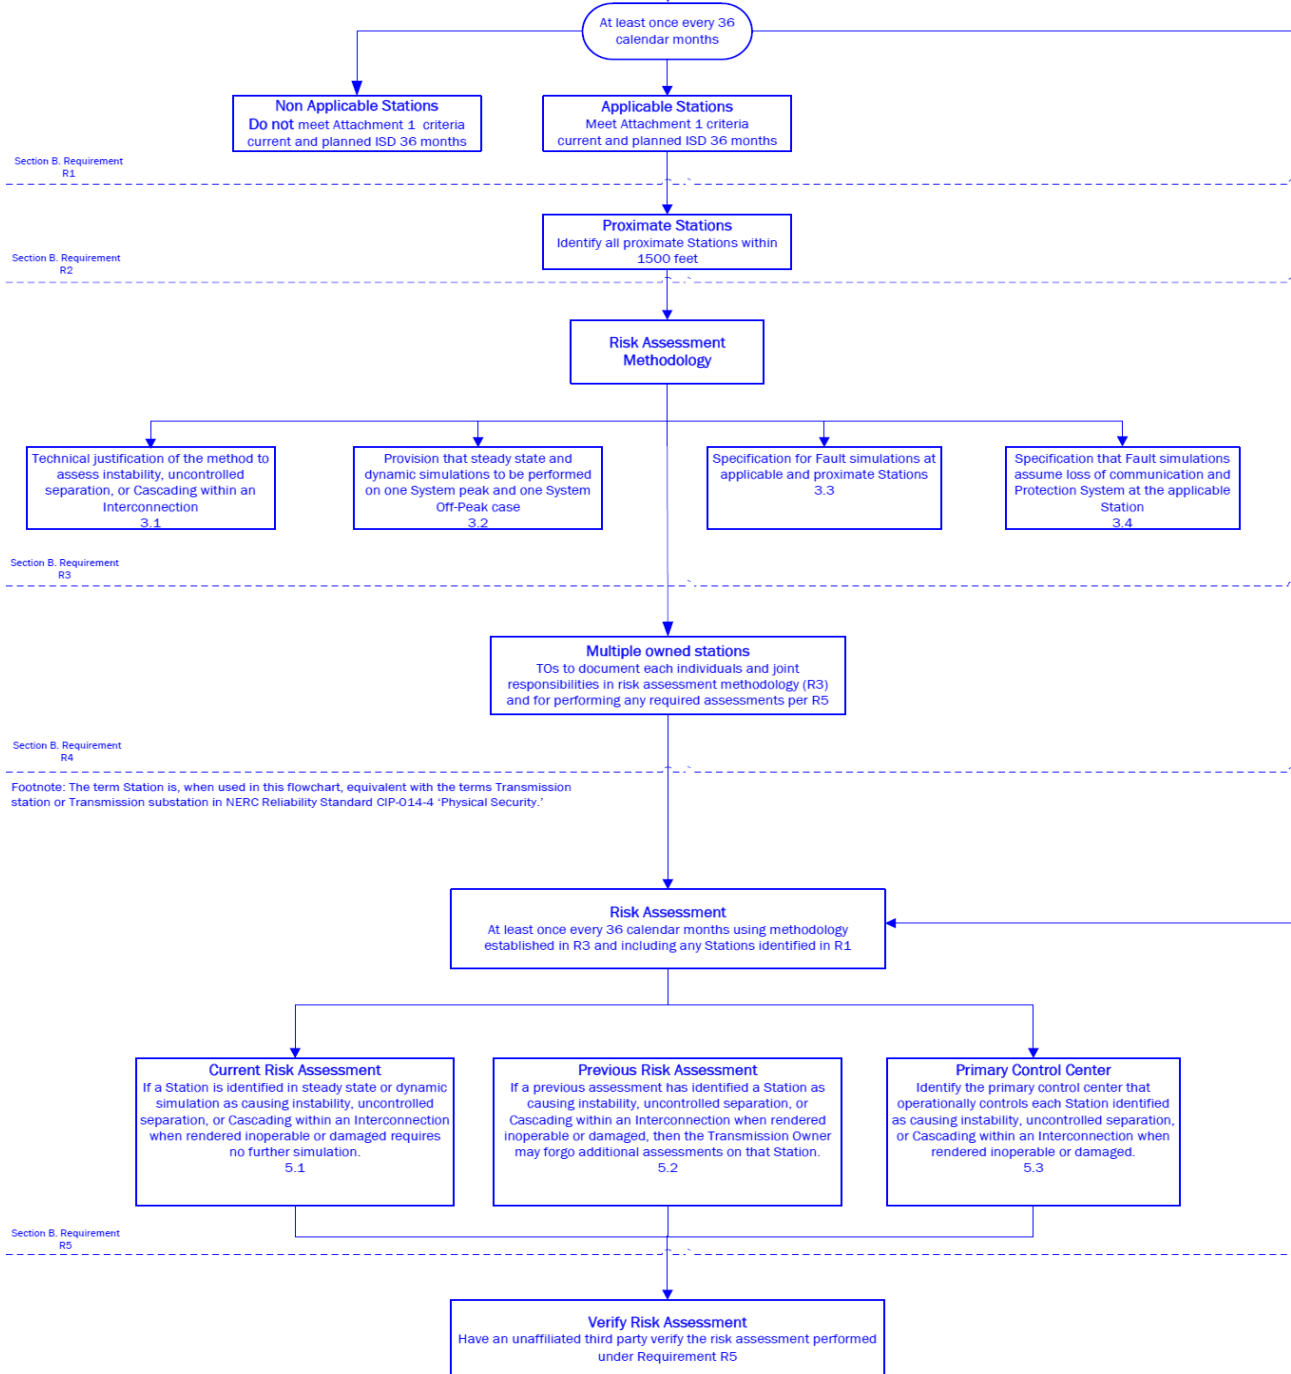 At least once every 36
calendar months
Non Applicable Stations
Do not meet Attachment 1 criteria
current and planned ISD 36 months
Applicable Stations
Meet Attachment 1 criteria
current and planned ISD 36 months
Section B. Requirement
R1
Proximate Stations
Identify all proximate Stations within
1500 feet
Section B. Requirement
R2
Risk Assessment
Methodology
Technical justification of the method to
assess instability, uncontrolled
separation, or Cascading within an
Interconnection
3.1
Provision that steady state and
dynamic simulations to be performed
on one System peak and one System
Off-Peak case
3.2
Specification for Fault simulations at
applicable and proximate Stations
3.3
Specification that Fault simulations
assume loss of communication and
Protection System at the applicable
Station
3.4
Section B. Requirement
R3
Multiple owned stations
TOs to document each individuals and joint
responsibilities in risk assessment methodology (R3)
and for performing any required assessments per R5
Section B. Requirement
R4
Footnote: The term Station is, when used in this flowchart, equivalent with the terms Transmission
station or Transmission substation in NERC Reliability Standard CIP-014-4 ‘Physical Security.’
Risk Assessment
At least once every 36 calendar months using methodology
established in R3 and including any Stations identified in R1
Current Risk Assessment
If a Station is identified in steady state or dynamic
simulation as causing instability, uncontrolled
separation, or Cascading within an Interconnection
when rendered inoperable or damaged requires
no further simulation.
5.1
Previous Risk Assessment
If a previous assessment has identified a Station as
causing instability, uncontrolled separation, or
Cascading within an Interconnection when rendered
inoperable or damaged, then the Transmission Owner
may forgo additional assessments on that Station.
5.2
Primary Control Center
Identify the primary control center that
operationally controls each Station identified
as causing instability, uncontrolled separation,
or Cascading within an Interconnection when
rendered inoperable or damaged.
5.3
Section B. Requirement
R5
Verify Risk Assessment
Have an unaffiliated third party verify the risk assessment performed
under Requirement R5